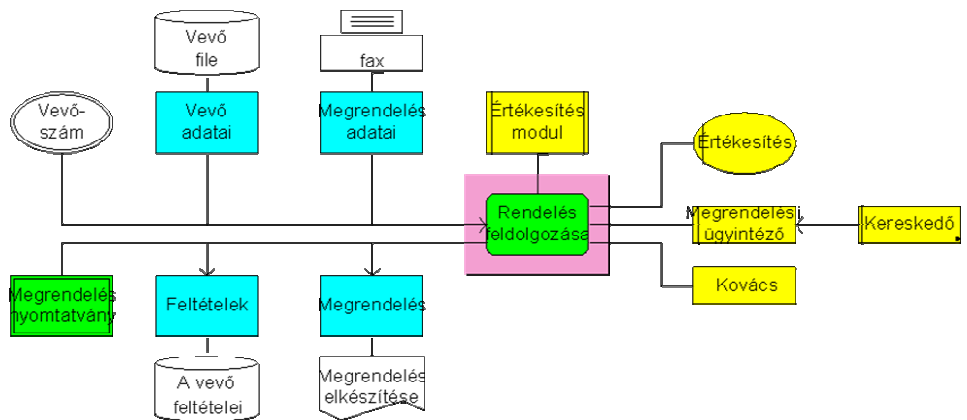 Vevő
file
fax
Vevő-
szám
Vevő
adatai
Megrendelés
adatai
Értékesítés
modul
Értékesítés
Rendelés
feldolgozása
Megrendelési
ügyintéző
Kereskedő
Kovács
Megrendelés
nyomtatvány
Feltételek
Megrendelés
A vevő
feltételei
Megrendelés
elkészítése